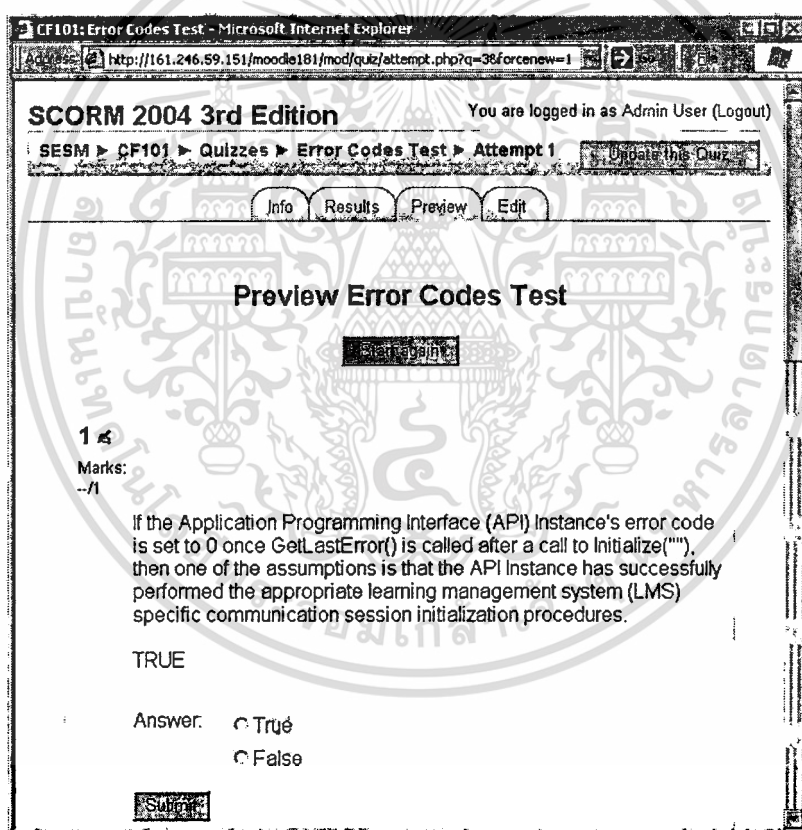 CF101: Error Codes Test - Microsoft Internet Explorer
Address http://161.246.59.151/moodle181/mod/quiz/attempt.php?q=3&forcenew=1 Go File
SCORM 2004 3rd Edition
You are logged in as Admin User (Logout)
SESM ► CF101 ► Quizzes ► Error Codes Test ► Attempt 1
Update this Quiz
Info Results Preview Edit
Preview Error Codes Test
Start again
1
Marks:
--/1
If the Application Programming Interface (API) Instance's error code
is set to 0 once GetLastError() is called after a call to Initialize(""),
then one of the assumptions is that the API Instance has successfully
performed the appropriate learning management system (LMS)
specific communication session initialization procedures.
TRUE
Answer:
True
False
Submit